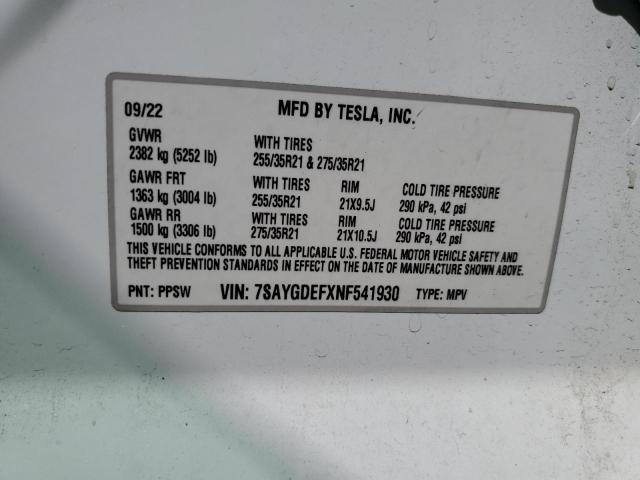 09/22 MFD BY TESLA, INC.
GVWR WITH TIRES
2382 kg (5252 lb) 255/35R21 & 275/35R21
GAWR FRT WITH TIRES RIM COLD TIRE PRESSURE
1363 kg (3004 lb) 255/35R21 21X9.5J 290 kPa, 42 psi
GAWR RR WITH TIRES RIM COLD TIRE PRESSURE
1500 kg (3306 lb) 275/35R21 21X10.5J 290 kPa, 42 psi
THIS VEHICLE CONFORMS TO ALL APPLICABLE U.S. FEDERAL MOTOR VEHICLE SAFETY AND
THEFT PREVENTION STANDARDS IN EFFECT ON THE DATE OF MANUFACTURE SHOWN ABOVE.
PNT: PPSW VIN: 7SAYGDEFXNF541930 TYPE: MPV